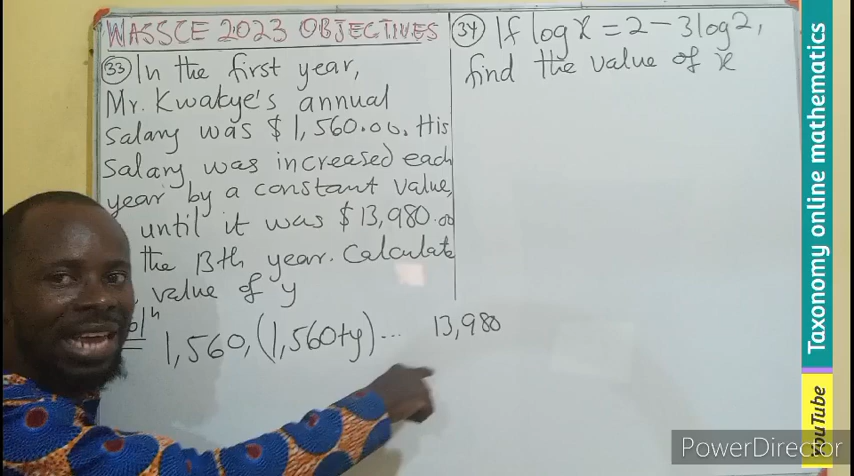 WASSCE 2023 OBJECTIVES
33 In the first year,
Mr. Kwakye's annual
Salary was $ 1,560.00. His
Salary was increased each
year by a constant value,
until it was $ 13,980.00
the 13th year. Calculate
value of y
1,560, (1,560+y) ... 13,980
34 If log x = 2 - 3log2,
find the value of x
Taxonomy online mathematics
YouTube
PowerDirector